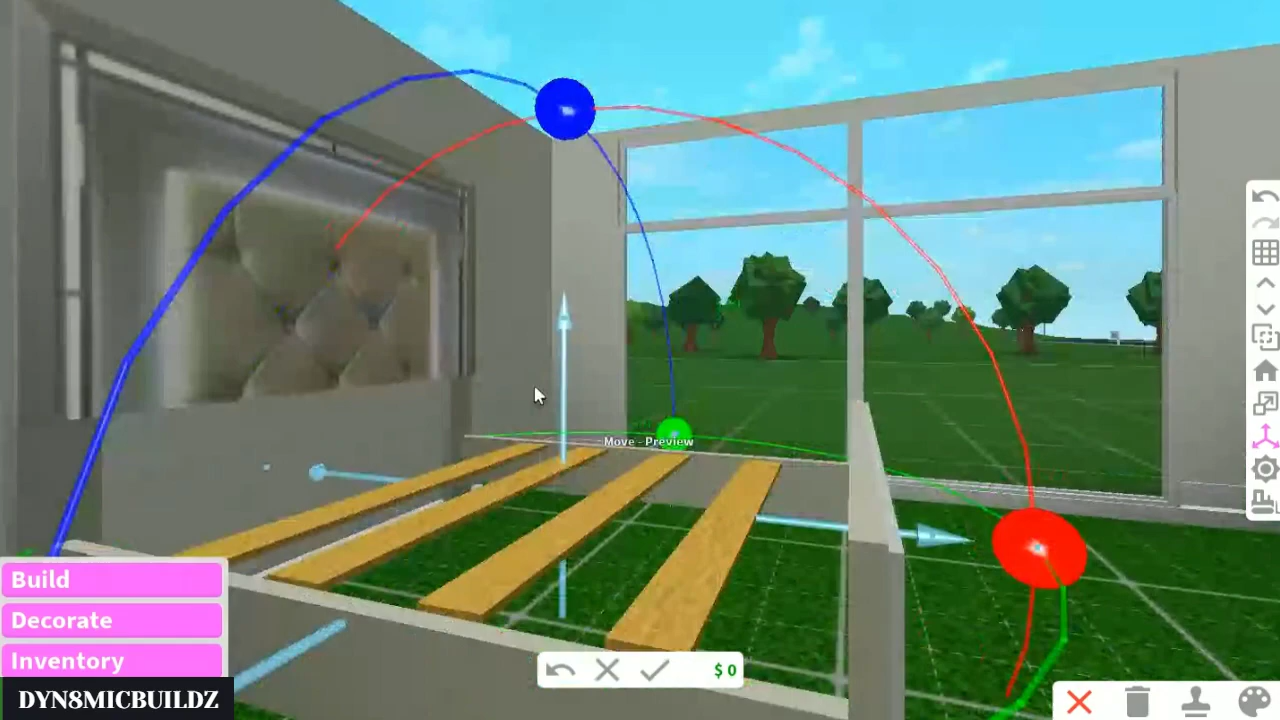 Move - Preview
Build
Decorate
Inventory
DYN8MICBUILDZ
$ 0